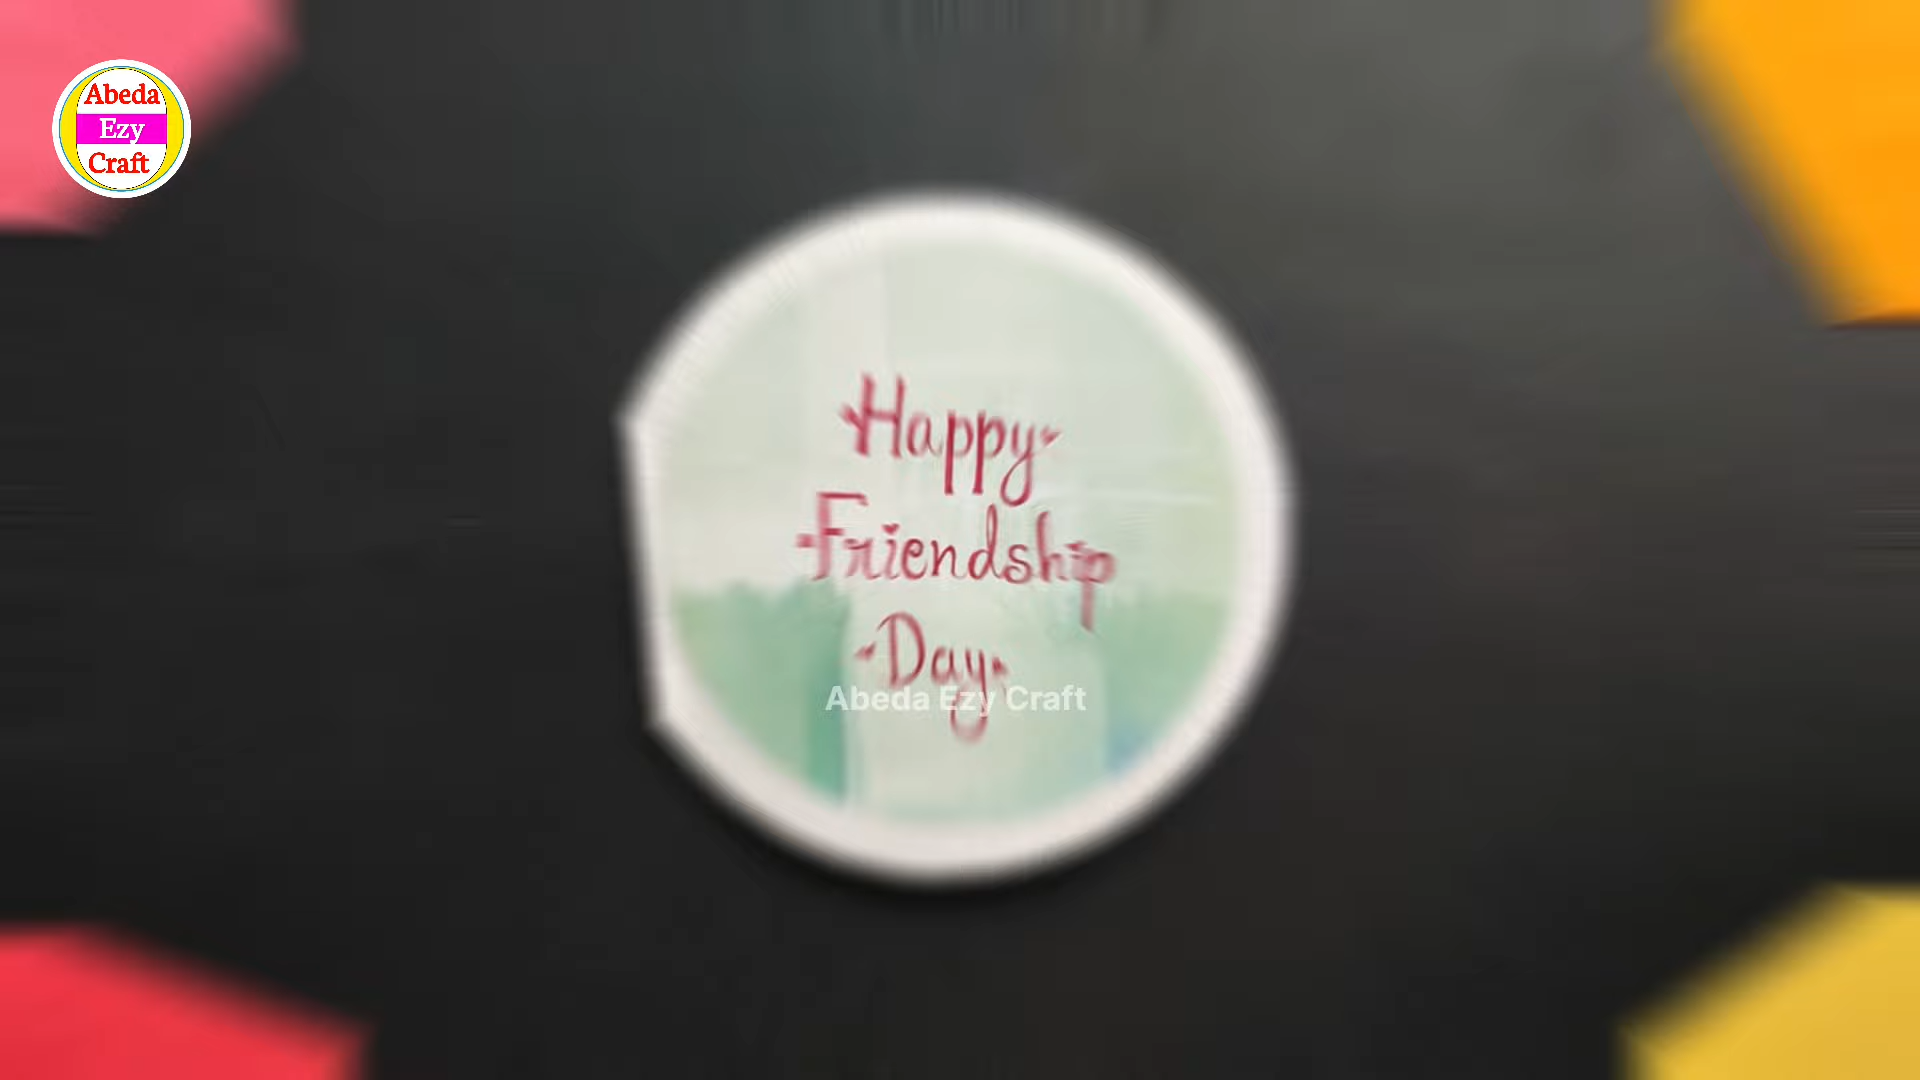 Abeda
Ezy
Craft
Happy
Friendship
Day
Abeda Ezy Craft